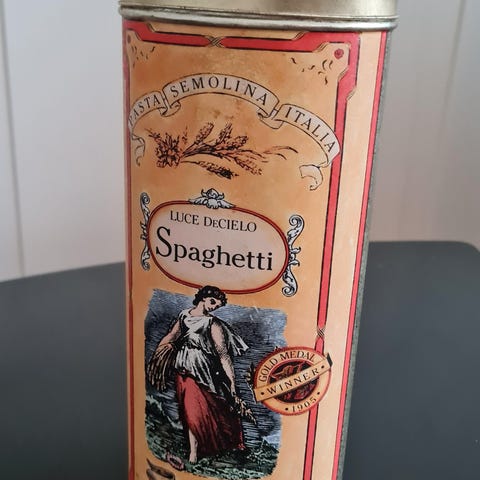 PASTA SEMOLINA ITALIA
LUCE DECIELO
Spaghetti
GOLD MEDAL
WINNER
• 1905 •